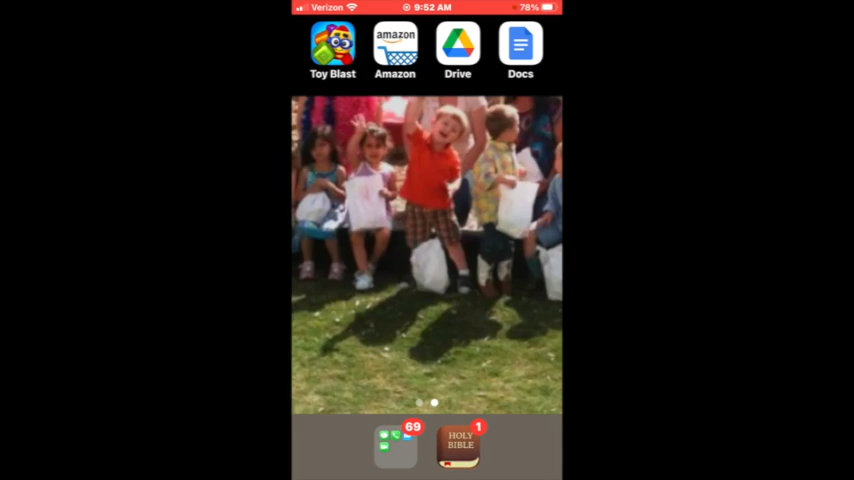 Verizon 9:52 AM 78%
amazon
Toy Blast Amazon Drive Docs
69 1
HOLY
BIBLE